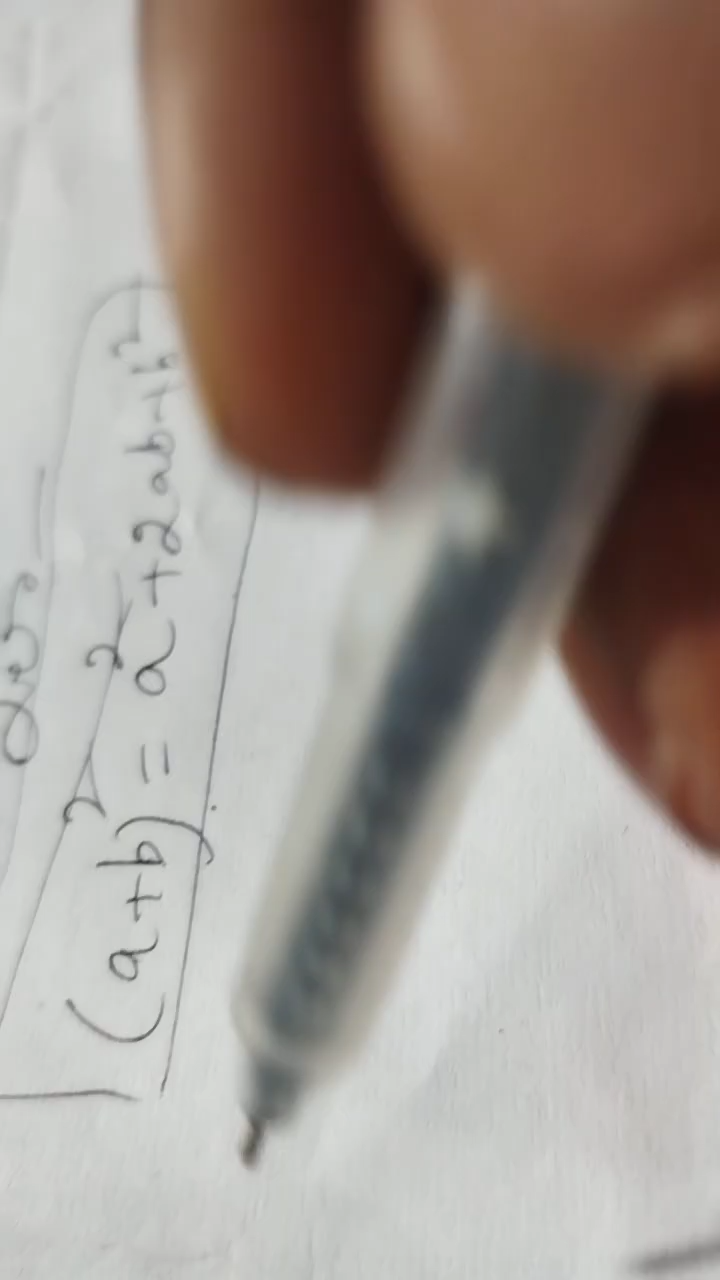 (a+b)² = a²+2ab+b²